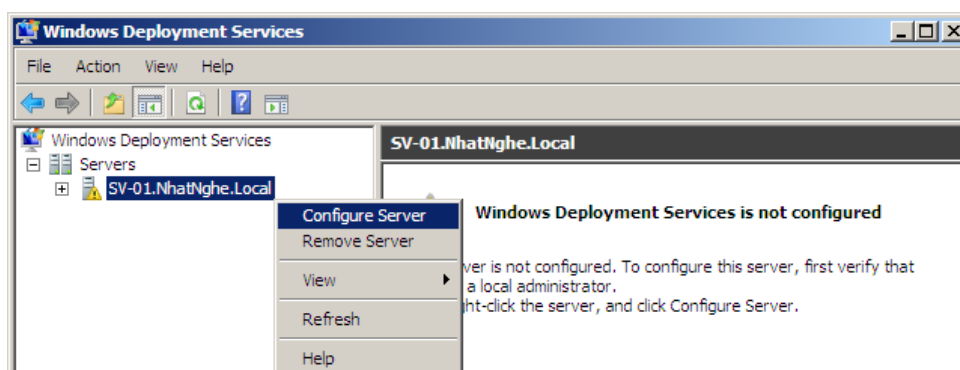 Windows Deployment Services
File Action View Help
Windows Deployment Services
Servers
SV-01.NhatNghe.Local
SV-01.NhatNghe.Local
Windows Deployment Services is not configured
ver is not configured. To configure this server, first verify that
a local administrator.
ht-click the server, and click Configure Server.
Configure Server
Remove Server
View
Refresh
Help